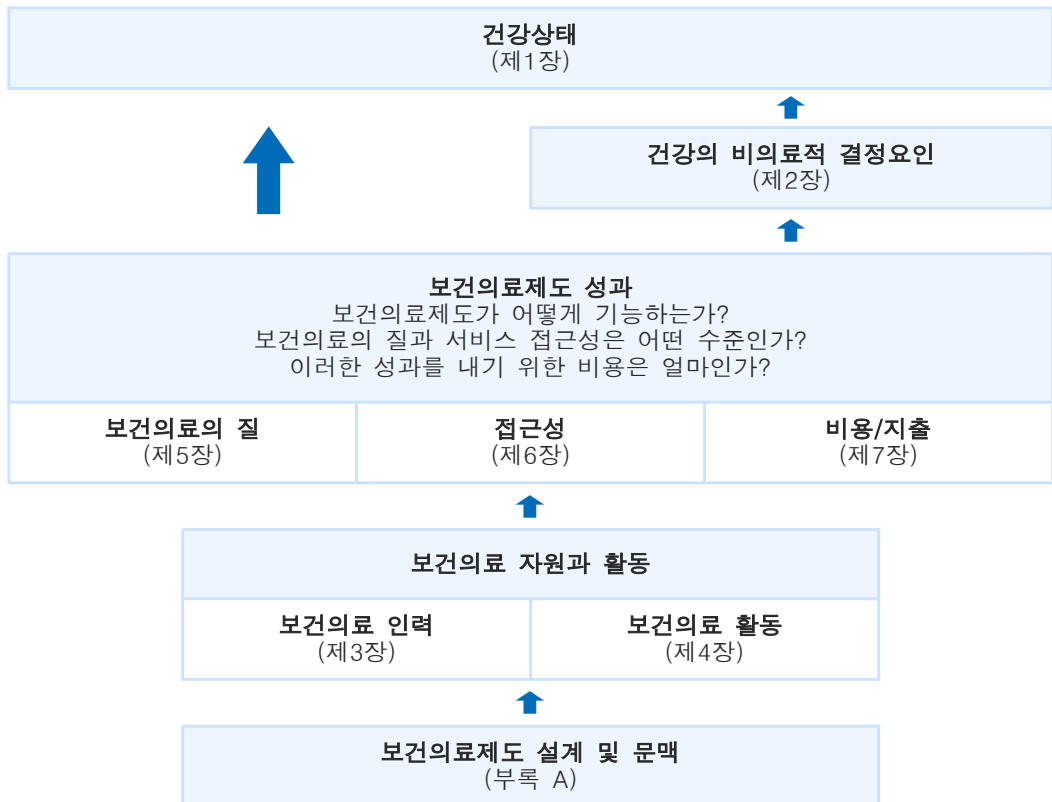 건강상태
(제1장)
건강의 비의료적 결정요인
(제2장)
보건의료제도 성과
보건의료제도가 어떻게 기능하는가?
보건의료의 질과 서비스 접근성은 어떤 수준인가?
이러한 성과를 내기 위한 비용은 얼마인가?
보건의료의 질
(제5장)
접근성
(제6장)
비용/지출
(제7장)
보건의료 자원과 활동
보건의료 인력
(제3장)
보건의료 활동
(제4장)
보건의료제도 설계 및 문맥
(부록 A)